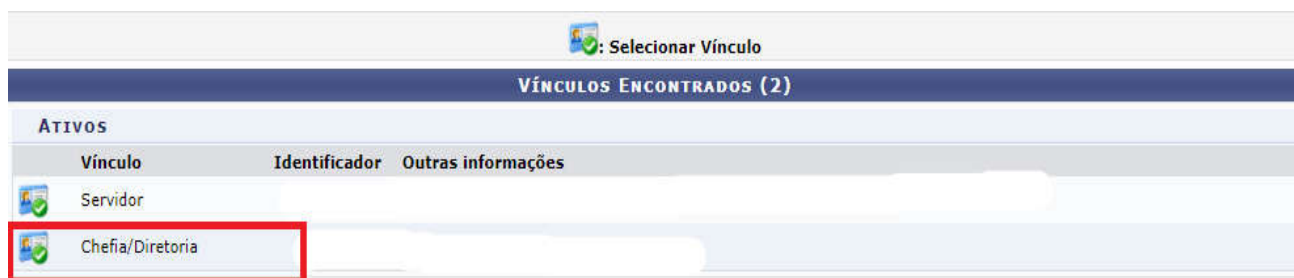 : Selecionar Vínculo
VÍNCULOS ENCONTRADOS (2)
ATIVOS
Vínculo Identificador Outras informações
Servidor
Chefia/Diretoria